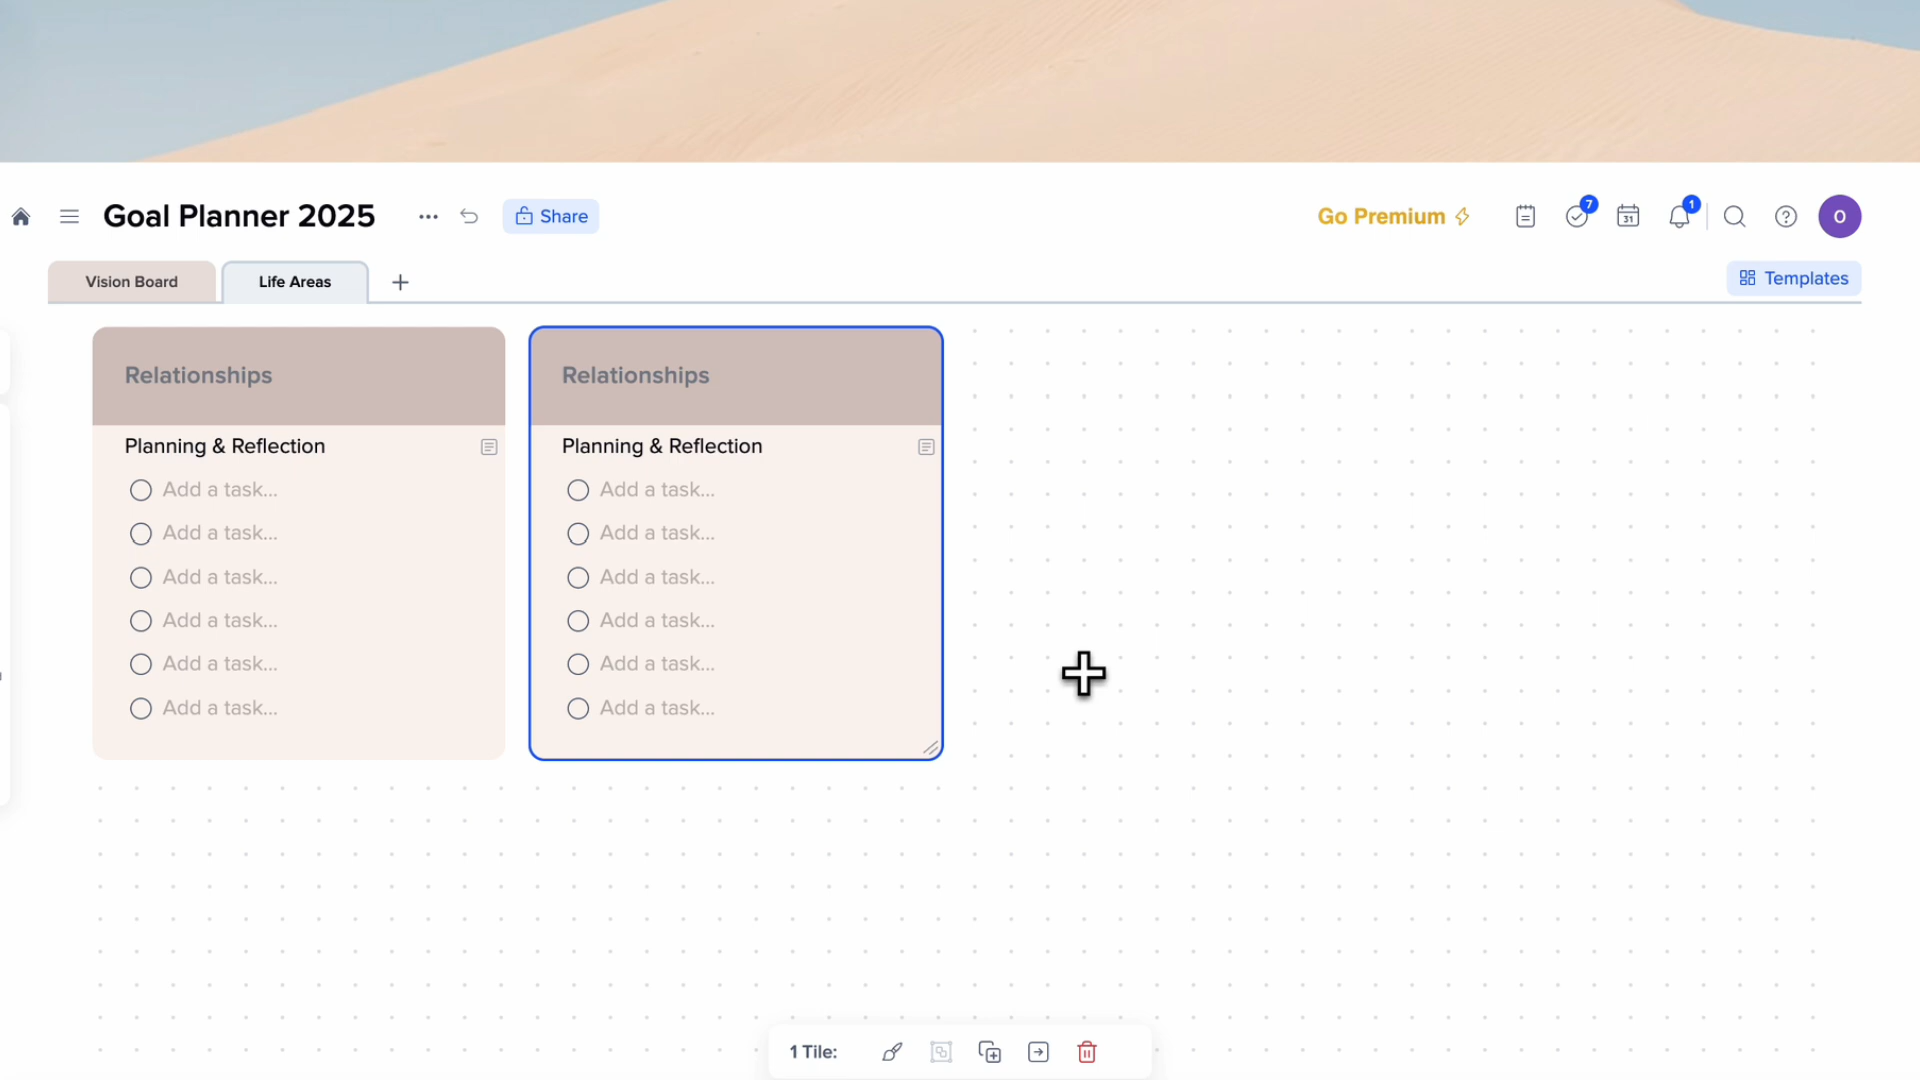 Goal Planner 2025
Share
Go Premium
7
31
1
O
Vision Board
Life Areas
Templates
Relationships
Planning & Reflection
Add a task...
Add a task...
Add a task...
Add a task...
Add a task...
Add a task...
Relationships
Planning & Reflection
Add a task...
Add a task...
Add a task...
Add a task...
Add a task...
Add a task...
1 Tile: